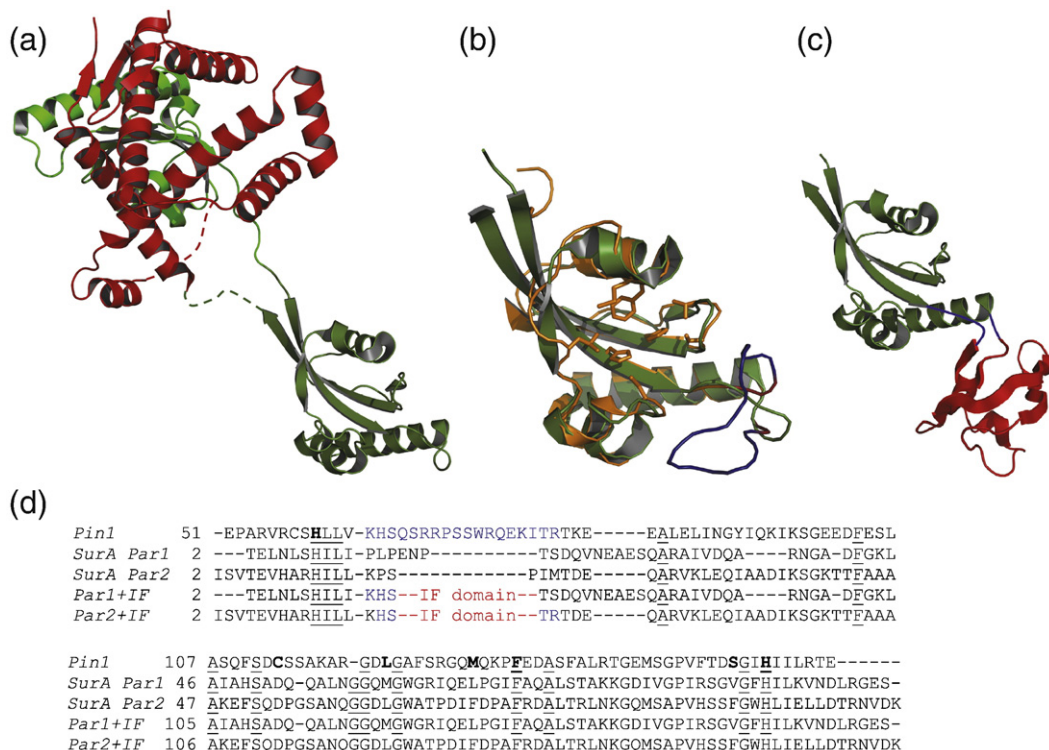 (a)
(b)
(c)
(d)
Pin1 51 -EPARVRCSHLLV-KHSQSRRPSSWRQEKITRTKE-----EALELINGYIQKIKSGEEDFESL
SurA Par1 2 ---TELNLSHILI-PLPENP-----------TSDQVNEAESQARAIVDQA----RNGA-DFGKL
SurA Par2 2 ISVTEVHARHILL-KPS--------------PIMTDE-----QARVKLEQIAADIKSGKTTFAAA
Par1+IF 2 ---TELNLSHILI-KHS--IF domain--TSDQVNEAESQARAIVDQA----RNGA-DFGKL
Par2+IF 2 ISVTEVHARHILL-KHS--IF domain--TRTDE-----QARVKLEQIAADIKSGKTTFAAA
Pin1 107 ASQFSDCSSAKAR-GDLGAFSRGQMQKPFEDASFALRTGEMSGPVFTDSGIHIILRTE------
SurA Par1 46 AIAHSADQ-QALNGGQMGWGRIQELPGIFAQALSTAKKGDIVGPIRSGVGFHILKVNDLRGES-
SurA Par2 47 AKEFSQDPGSANQGGDLGWATPDIFDPAFRDALTRLNKGQMSAPVHSSFGWHLIELLDTRNVDK
Par1+IF 105 AIAHSADQ-QALNGGQMGWGRIQELPGIFAQALSTAKKGDIVGPIRSGVGFHILKVNDLRGES-
Par2+IF 106 AKEFSQDPGSANQGGDLGWATPDIFDPAFRDALTRLNKGQMSAPVHSSFGWHLIELLDTRNVDK